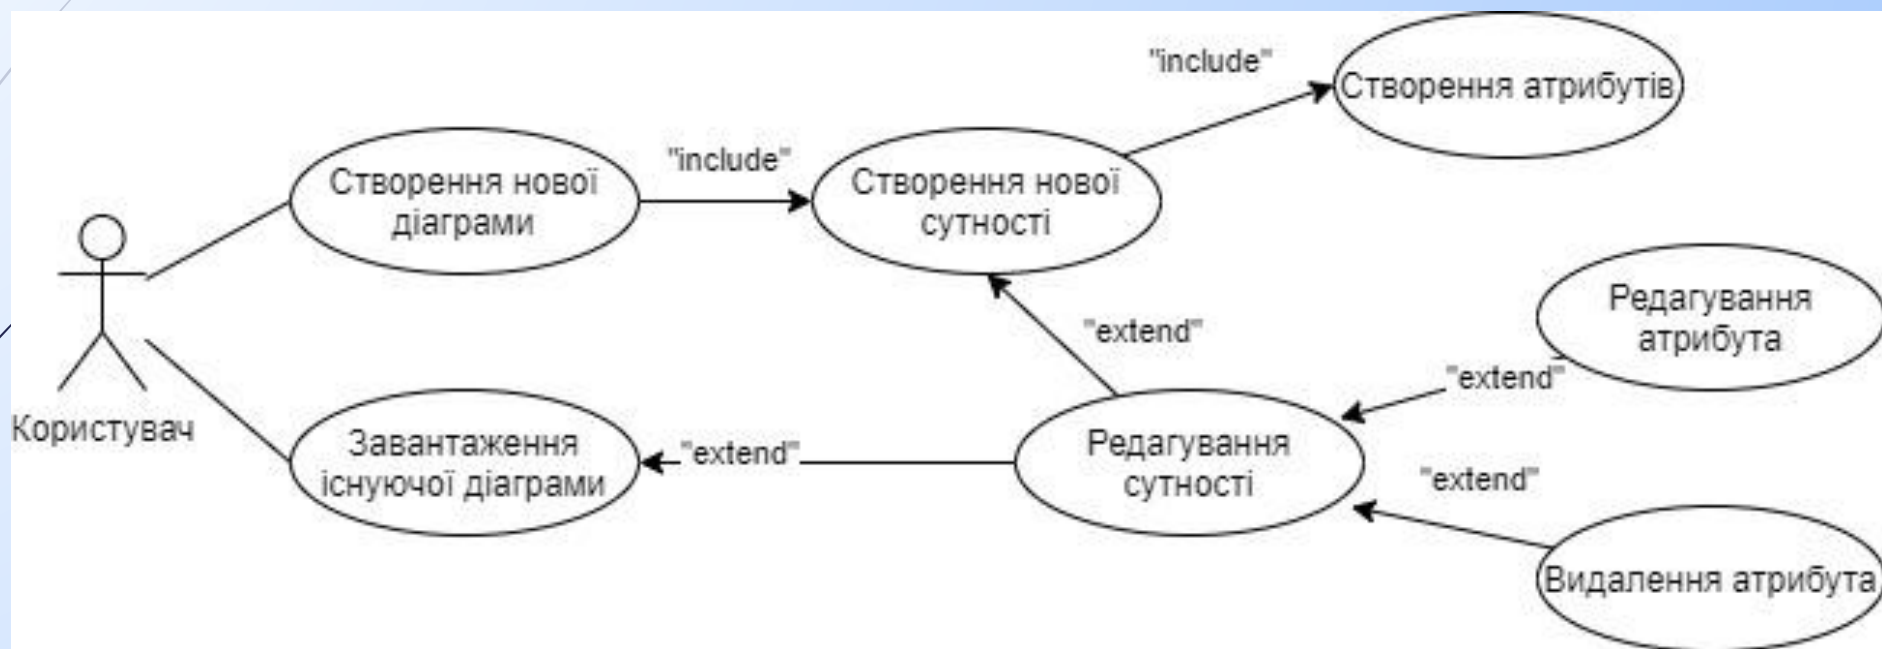 "include"
Створення атрибутів
"include"
Створення нової
діаграми
Створення нової
сутності
Редагування
атрибута
"extend"
"extend"
Користувач
Завантаження
існуючої діаграми
"extend"
Редагування
сутності
"extend"
Видалення атрибута